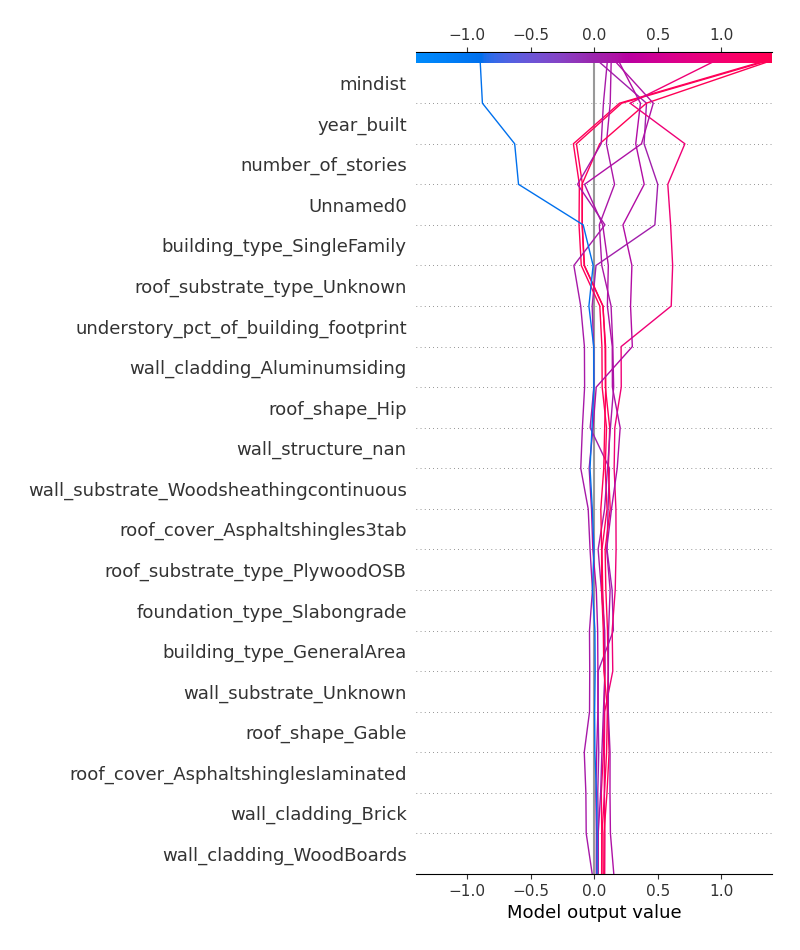 −1.0 −0.5 0.0 0.5 1.0
mindist
year_built
number_of_stories
Unnamed0
building_type_SingleFamily
roof_substrate_type_Unknown
understory_pct_of_building_footprint
wall_cladding_Aluminumsiding
roof_shape_Hip
wall_structure_nan
wall_substrate_Woodsheathingcontinuous
roof_cover_Asphaltshingles3tab
roof_substrate_type_PlywoodOSB
foundation_type_Slabongrade
building_type_GeneralArea
wall_substrate_Unknown
roof_shape_Gable
roof_cover_Asphaltshingleslaminated
wall_cladding_Brick
wall_cladding_WoodBoards
−1.0 −0.5 0.0 0.5 1.0
Model output value